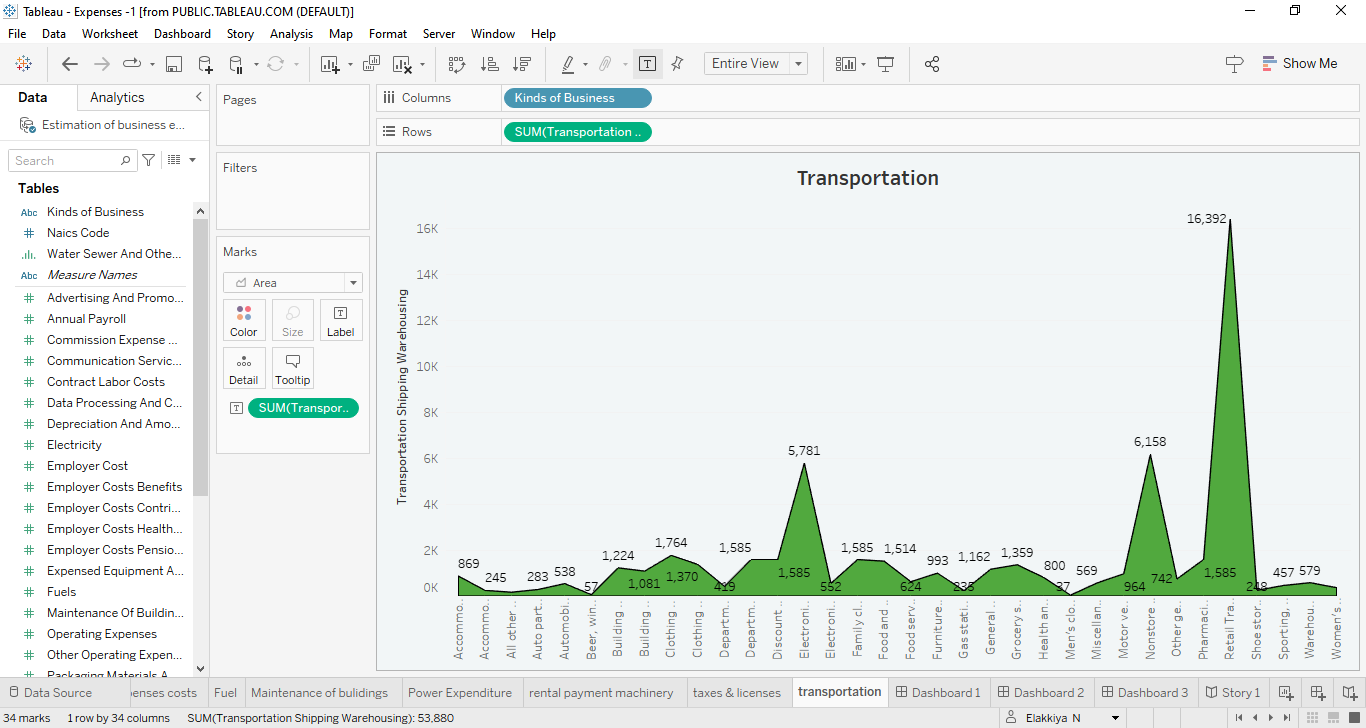 Tableau - Expenses -1 [from PUBLIC.TABLEAU.COM (DEFAULT)]
File Data Worksheet Dashboard Story Analysis Map Format Server Window Help
Entire View
Show Me
Data Analytics
Estimation of business e...
Search
Tables
Abc Kinds of Business
Naics Code
Water Sewer And Othe...
Abc Measure Names
Advertising And Promo...
Annual Payroll
Commission Expense ...
Communication Servic...
Contract Labor Costs
Data Processing And C...
Depreciation And Amo...
Electricity
Employer Cost
Employer Costs Benefits
Employer Costs Contri...
Employer Costs Health...
Employer Costs Pensio...
Expensed Equipment A...
Fuels
Maintenance Of Buildin...
Operating Expenses
Other Operating Expen...
Packaging Materials A...
Pages
Filters
Marks
Area
Color Size Label
Detail Tooltip
SUM(Transpor..
Columns Kinds of Business
Rows SUM(Transportation ..
Transportation
Transportation Shipping Warehousing
16K
14K
12K
10K
8K
6K
4K
2K
0K
869
245
283
538
57
1,224
1,081
1,764
1,370
419
1,585
1,585
5,781
552
1,585
1,514
624
993
235
1,162
1,359
800
37
569
964
6,158
742
1,585
16,392
248
457
579
Accommo..
Accommo..
All other ..
Auto part..
Automobi..
Beer, win..
Building ..
Building ..
Clothing ..
Clothing ..
Departm..
Departm..
Discount ..
Electroni..
Electroni..
Family cl..
Food and ..
Food serv..
Furniture..
Gas stati..
General ..
Grocery s..
Health an..
Men's clo..
Miscellan..
Motor ve..
Nonstore ..
Other ge..
Pharmaci..
Retail Tra..
Shoe stor..
Sporting, ..
Warehou..
Women's ..
Data Source
penses costs
Fuel
Maintenance of bulidings
Power Expenditure
rental payment machinery
taxes & licenses
transportation
Dashboard 1
Dashboard 2
Dashboard 3
Story 1
34 marks 1 row by 34 columns SUM(Transportation Shipping Warehousing): 53,880
Elakkiya N